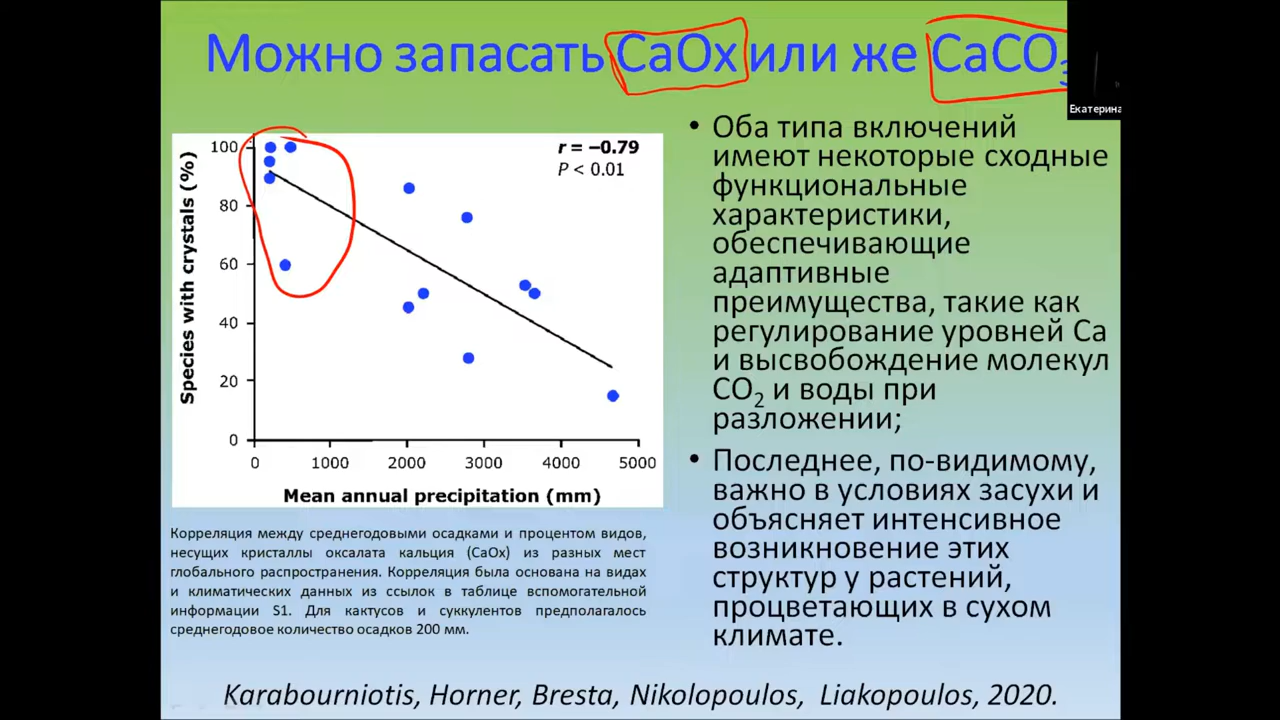 Можно запасать CaOx или же CaCO3
Екатерина
• Оба типа включений
имеют некоторые сходные
функциональные
характеристики,
обеспечивающие
адаптивные
преимущества, такие как
регулирование уровней Ca
и высвобождение молекул
CO2 и воды при
разложении;
• Последнее, по-видимому,
важно в условиях засухи и
объясняет интенсивное
возникновение этих
структур у растений,
процветающих в сухом
климате.
r = −0.79
P < 0.01
Species with crystals (%)
100
80
60
40
20
0
0 1000 2000 3000 4000 5000
Mean annual precipitation (mm)
Корреляция между среднегодовыми осадками и процентом видов,
несущих кристаллы оксалата кальция (CaOx) из разных мест
глобального распространения. Корреляция была основана на видах
и климатических данных из ссылок в таблице вспомогательной
информации S1. Для кактусов и суккулентов предполагалось
среднегодовое количество осадков 200 мм.
Karabourniotis, Horner, Bresta, Nikolopoulos, Liakopoulos, 2020.